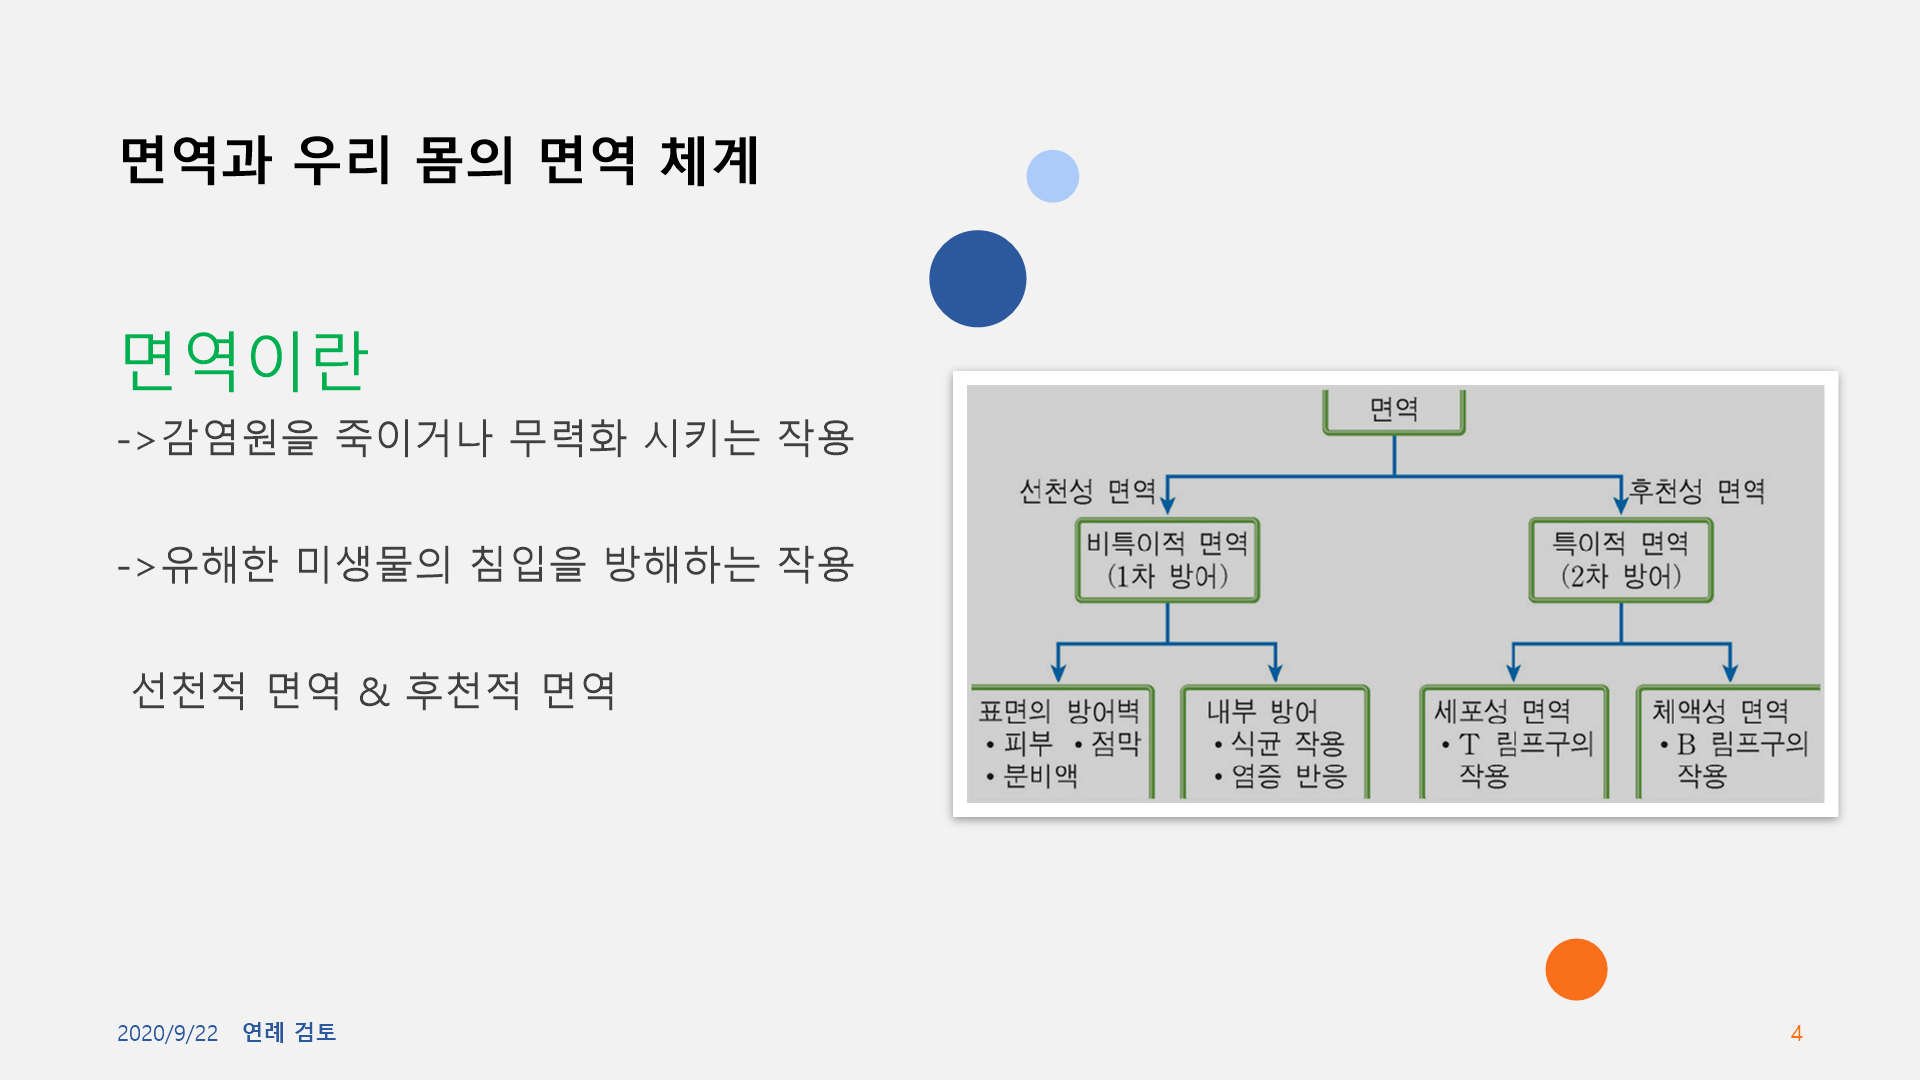 면역과 우리 몸의 면역 체계
면역이란
->감염원을 죽이거나 무력화 시키는 작용
->유해한 미생물의 침입을 방해하는 작용
선천적 면역 & 후천적 면역
면역
선천성 면역
후천성 면역
비특이적 면역
(1차 방어)
특이적 면역
(2차 방어)
표면의 방어벽
• 피부 • 점막
• 분비액
내부 방어
• 식균 작용
• 염증 반응
세포성 면역
• T 림프구의
작용
체액성 면역
• B 림프구의
작용
2020/9/22 연례 검토
4